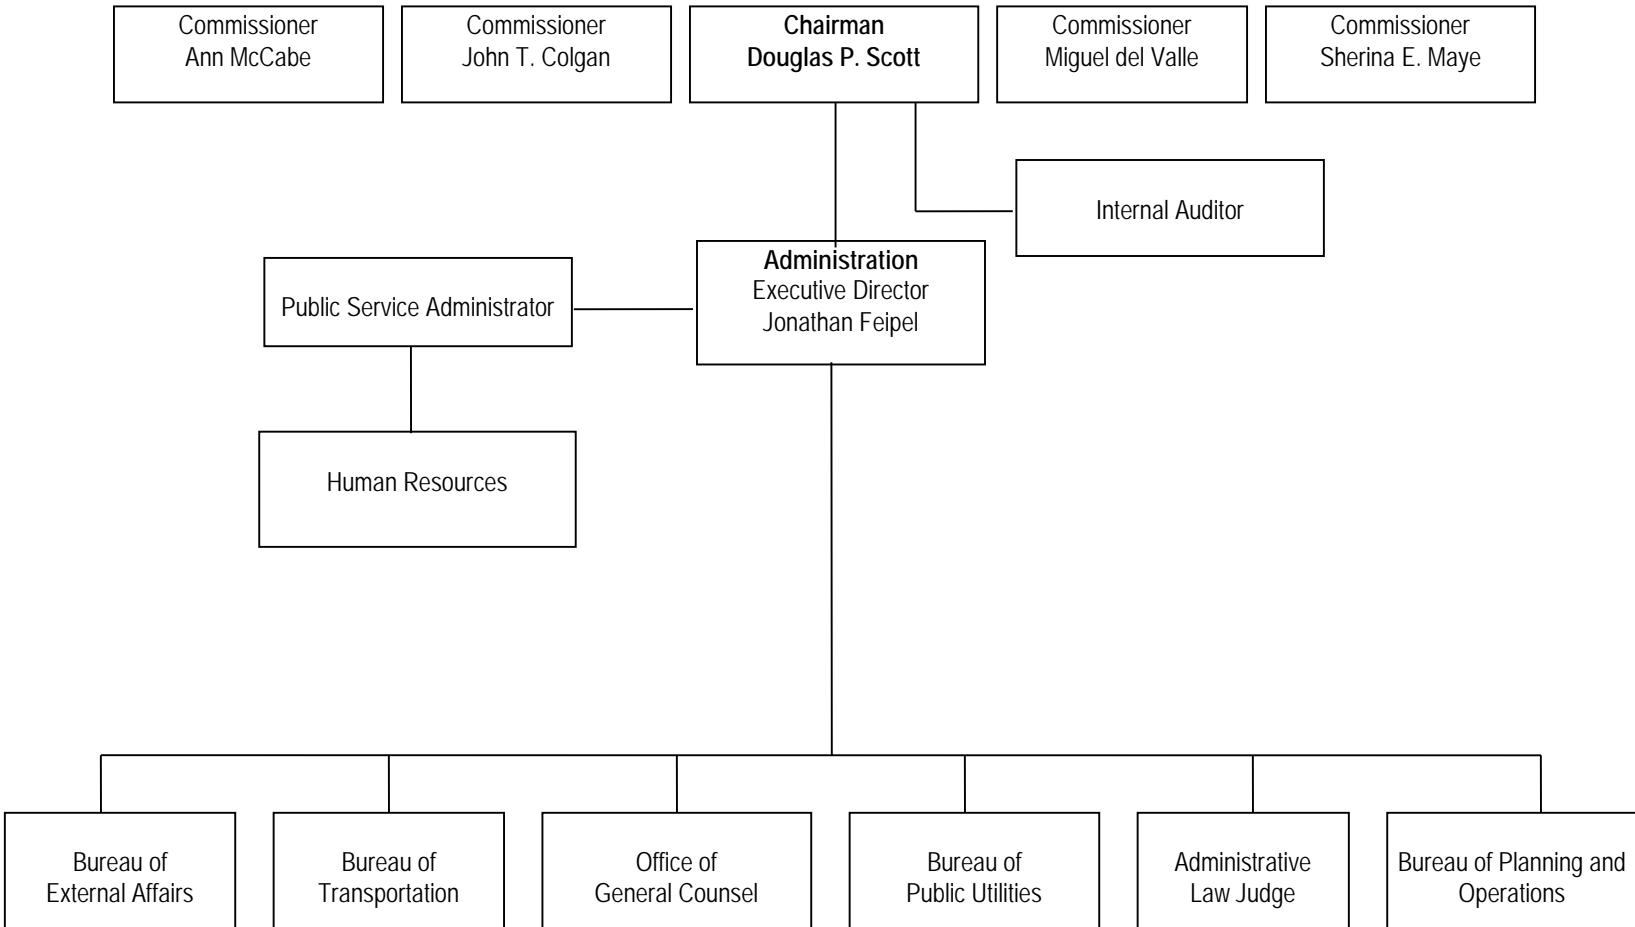 Commissioner
Ann McCabe
Commissioner
John T. Colgan
Chairman
Douglas P. Scott
Commissioner
Miguel del Valle
Commissioner
Sherina E. Maye
Internal Auditor
Administration
Executive Director
Jonathan Feipel
Public Service Administrator
Human Resources
Bureau of
External Affairs
Bureau of
Transportation
Office of
General Counsel
Bureau of
Public Utilities
Administrative
Law Judge
Bureau of Planning and
Operations